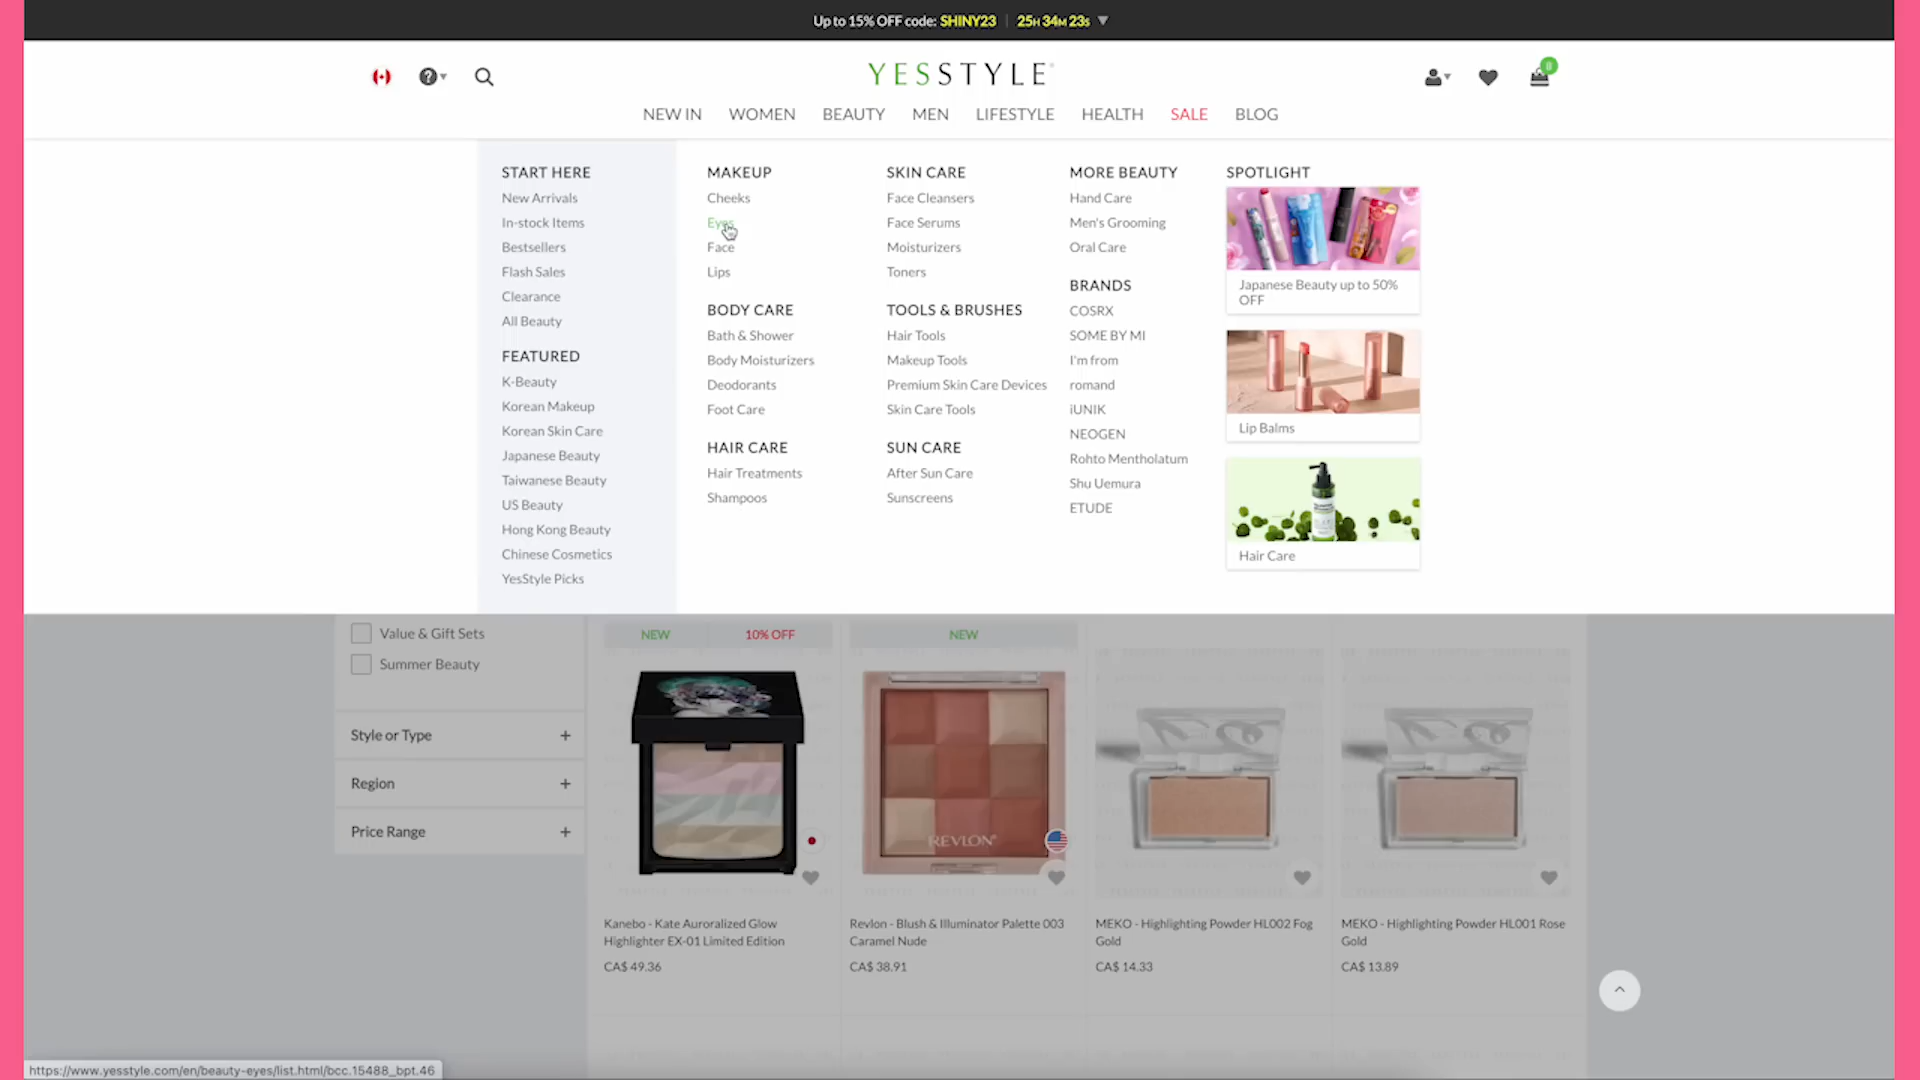 Up to 15% OFF code: SHINY23 | 25H 34M 23S
YESSTYLE
8
NEW IN WOMEN BEAUTY MEN LIFESTYLE HEALTH SALE BLOG
START HERE
New Arrivals
In-stock Items
Bestsellers
Flash Sales
Clearance
All Beauty
FEATURED
K-Beauty
Korean Makeup
Korean Skin Care
Japanese Beauty
Taiwanese Beauty
US Beauty
Hong Kong Beauty
Chinese Cosmetics
YesStyle Picks
MAKEUP
Cheeks
Eyes
Face
Lips
BODY CARE
Bath & Shower
Body Moisturizers
Deodorants
Foot Care
HAIR CARE
Hair Treatments
Shampoos
SKIN CARE
Face Cleansers
Face Serums
Moisturizers
Toners
TOOLS & BRUSHES
Hair Tools
Makeup Tools
Premium Skin Care Devices
Skin Care Tools
SUN CARE
After Sun Care
Sunscreens
MORE BEAUTY
Hand Care
Men's Grooming
Oral Care
BRANDS
COSRX
SOME BY MI
I'm from
romand
iUNIK
NEOGEN
Rohto Mentholatum
Shu Uemura
ETUDE
SPOTLIGHT
Japanese Beauty up to 50%
OFF
Lip Balms
Hair Care
Value & Gift Sets
Summer Beauty
Style or Type +
Region +
Price Range +
NEW 10% OFF
NEW
REVLON
Kanebo - Kate Auroralized Glow
Highlighter EX-01 Limited Edition
CA$ 49.36
Revlon - Blush & Illuminator Palette 003
Caramel Nude
CA$ 38.91
MEKO - Highlighting Powder HL002 Fog
Gold
CA$ 14.33
MEKO - Highlighting Powder HL001 Rose
Gold
CA$ 13.89
https://www.yesstyle.com/en/beauty-eyes/list.html/bcc.15488_bpt.46